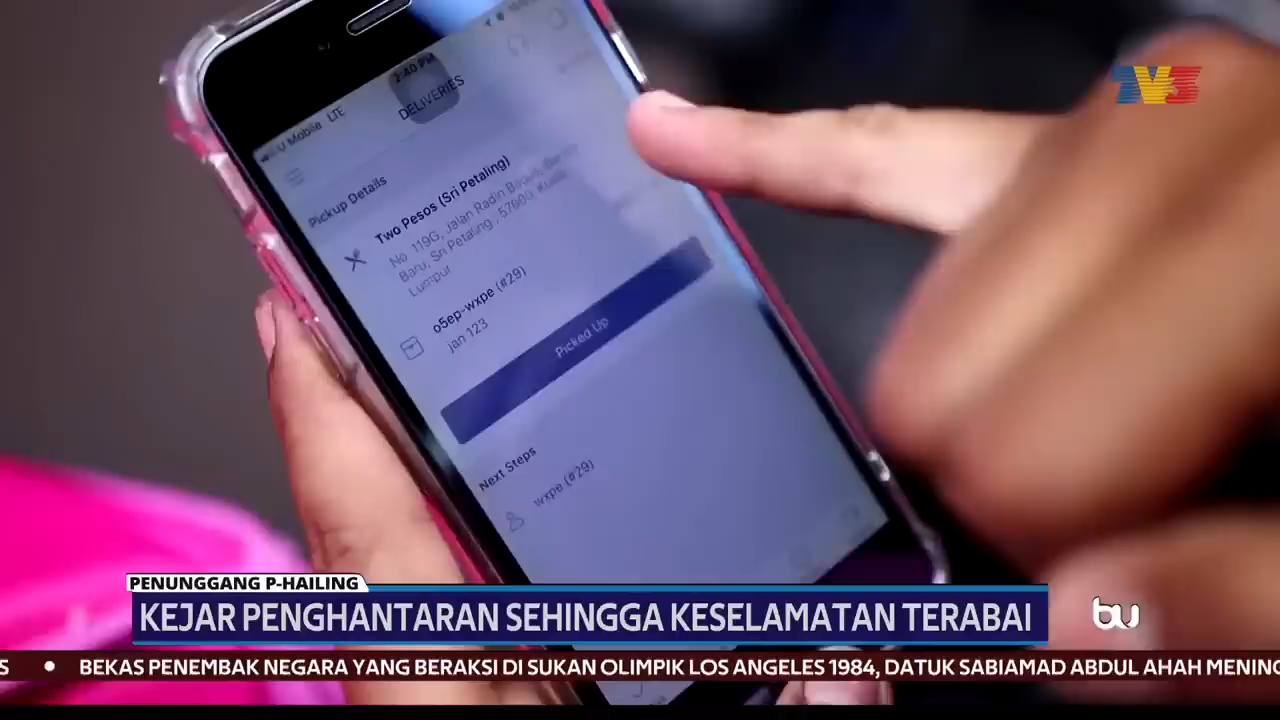 TV3
U Mobile LTE
2:40 PM
DELIVERIES
Pickup Details
Two Pesos (Sri Petaling)
No 119G, Jalan Radin Bagus, Bandar
Baru, Sri Petaling , 57600, Kuala
Lumpur
o5ep-wxpe (#29)
jan 123
Picked Up
Next Steps
wxpe (#29)
PENUNGGANG P-HAILING
KEJAR PENGHANTARAN SEHINGGA KESELAMATAN TERABAI
bu
S • BEKAS PENEMBAK NEGARA YANG BERAKSI DI SUKAN OLIMPIK LOS ANGELES 1984, DATUK SABIAMAD ABDUL AHAH MENING